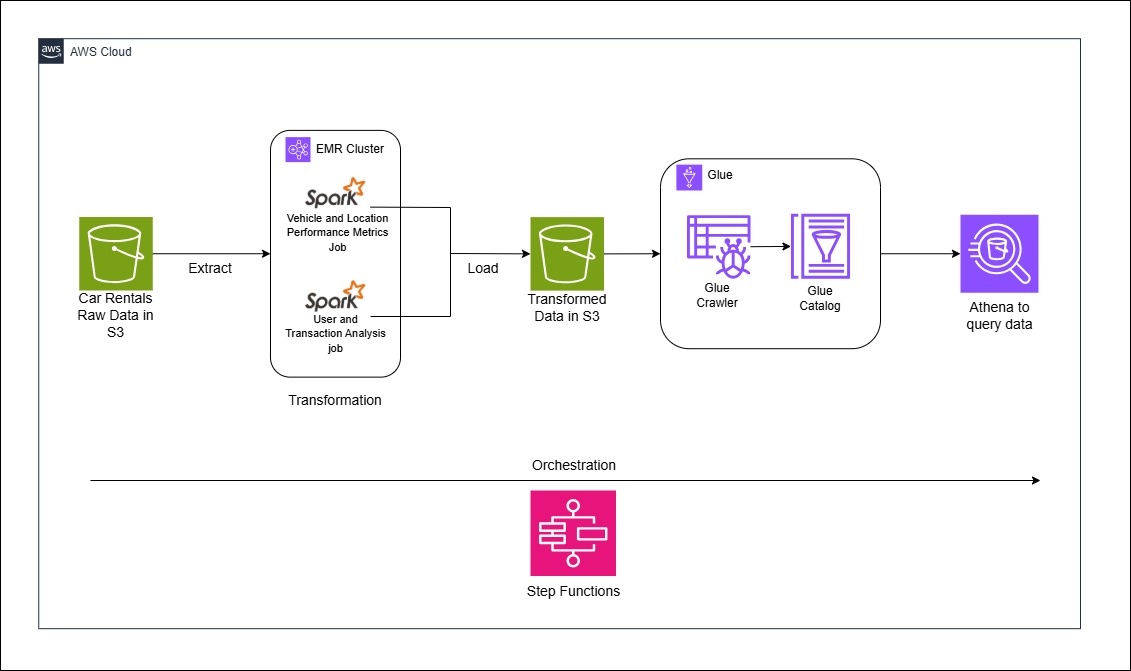 aws
AWS Cloud
EMR Cluster
Spark
Vehicle and Location
Performance Metrics
Job
Spark
User and
Transaction Analysis
job
Transformation
Car Rentals
Raw Data in
S3
Extract
Load
Transformed
Data in S3
Glue
Glue
Crawler
Glue
Catalog
Athena to
query data
Orchestration
Step Functions